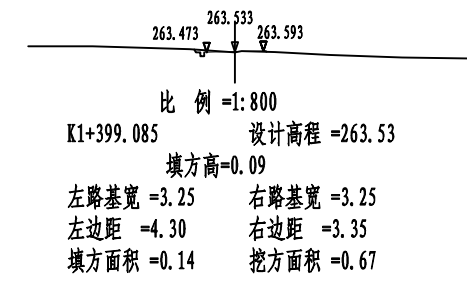 263.533
263.473 263.593
比 例 =1:800
K1+399.085 设计高程 =263.53
填方高=0.09
左路基宽 =3.25 右路基宽 =3.25
左边距 =4.30 右边距 =3.35
填方面积 =0.14 挖方面积 =0.67